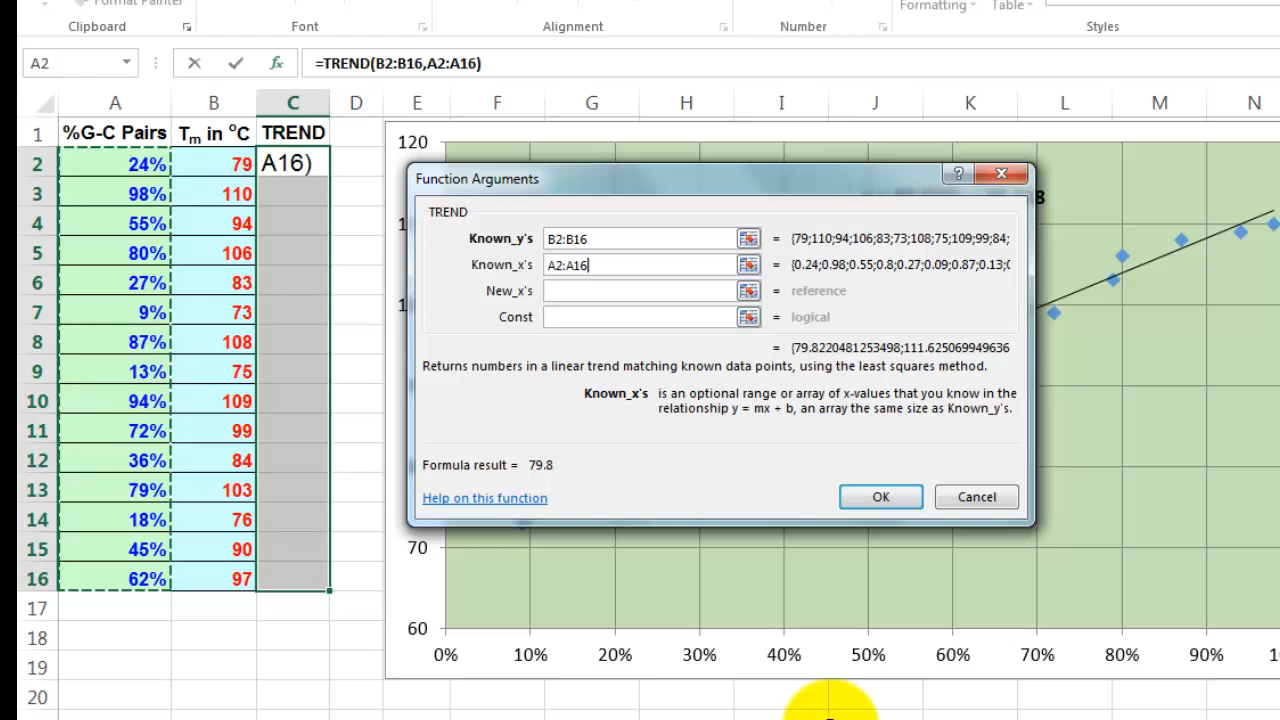 Format Painter
Formatting Table
Clipboard Font Alignment Number Styles
A2 fx =TREND(B2:B16,A2:A16)
A B C D E F G H I J K L M N
1 %G-C Pairs Tm in °C TREND
2 24% 79 A16)
3 98% 110
4 55% 94
5 80% 106
6 27% 83
7 9% 73
8 87% 108
9 13% 75
10 94% 109
11 72% 99
12 36% 84
13 79% 103
14 18% 76
15 45% 90
16 62% 97
17
18
19
20
120
Function Arguments
?
TREND
Known_y's B2:B16 = {79;110;94;106;83;73;108;75;109;99;84;
Known_x's A2:A16 = {0.24;0.98;0.55;0.8;0.27;0.09;0.87;0.13;0
New_x's = reference
Const = logical
= {79.8220481253498;111.625069949636
Returns numbers in a linear trend matching known data points, using the least squares method.
Known_x's is an optional range or array of x-values that you know in the
relationship y = mx + b, an array the same size as Known_y's.
Formula result = 79.8
Help on this function OK Cancel
70
60
0% 10% 20% 30% 40% 50% 60% 70% 80% 90%